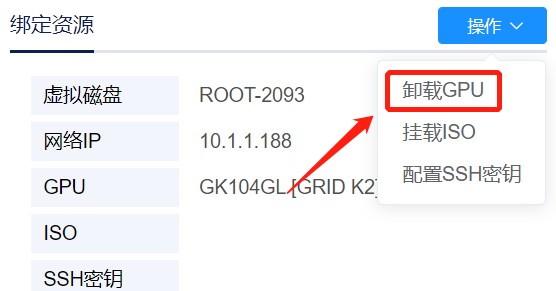 绑定资源
操作
虚拟磁盘 ROOT-2093
卸载GPU
网络IP 10.1.1.188
挂载ISO
GPU GK104GL [GRID K2]
配置SSH密钥
ISO
SSH密钥